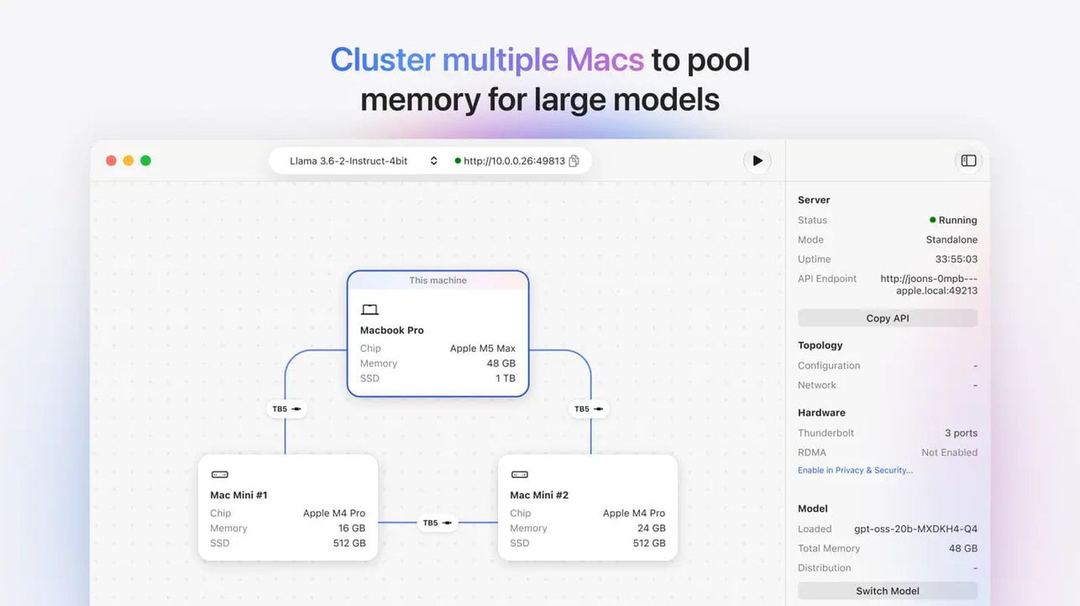 Cluster multiple Macs to pool
memory for large models
Llama 3.6-2-Instruct-4bit
http://10.0.0.26:49813
This machine
Macbook Pro
Chip Apple M5 Max
Memory 48 GB
SSD 1 TB
TB5
TB5
Mac Mini #1
Chip Apple M4 Pro
Memory 16 GB
SSD 512 GB
TB5
Mac Mini #2
Chip Apple M4 Pro
Memory 24 GB
SSD 512 GB
Server
Status Running
Mode Standalone
Uptime 33:55:03
API Endpoint http://joons-0mpb---
apple.local:49213
Copy API
Topology
Configuration -
Network -
Hardware
Thunderbolt 3 ports
RDMA Not Enabled
Enable in Privacy & Security...
Model
Loaded gpt-oss-20b-MXDKH4-Q4
Total Memory 48 GB
Distribution -
Switch Model